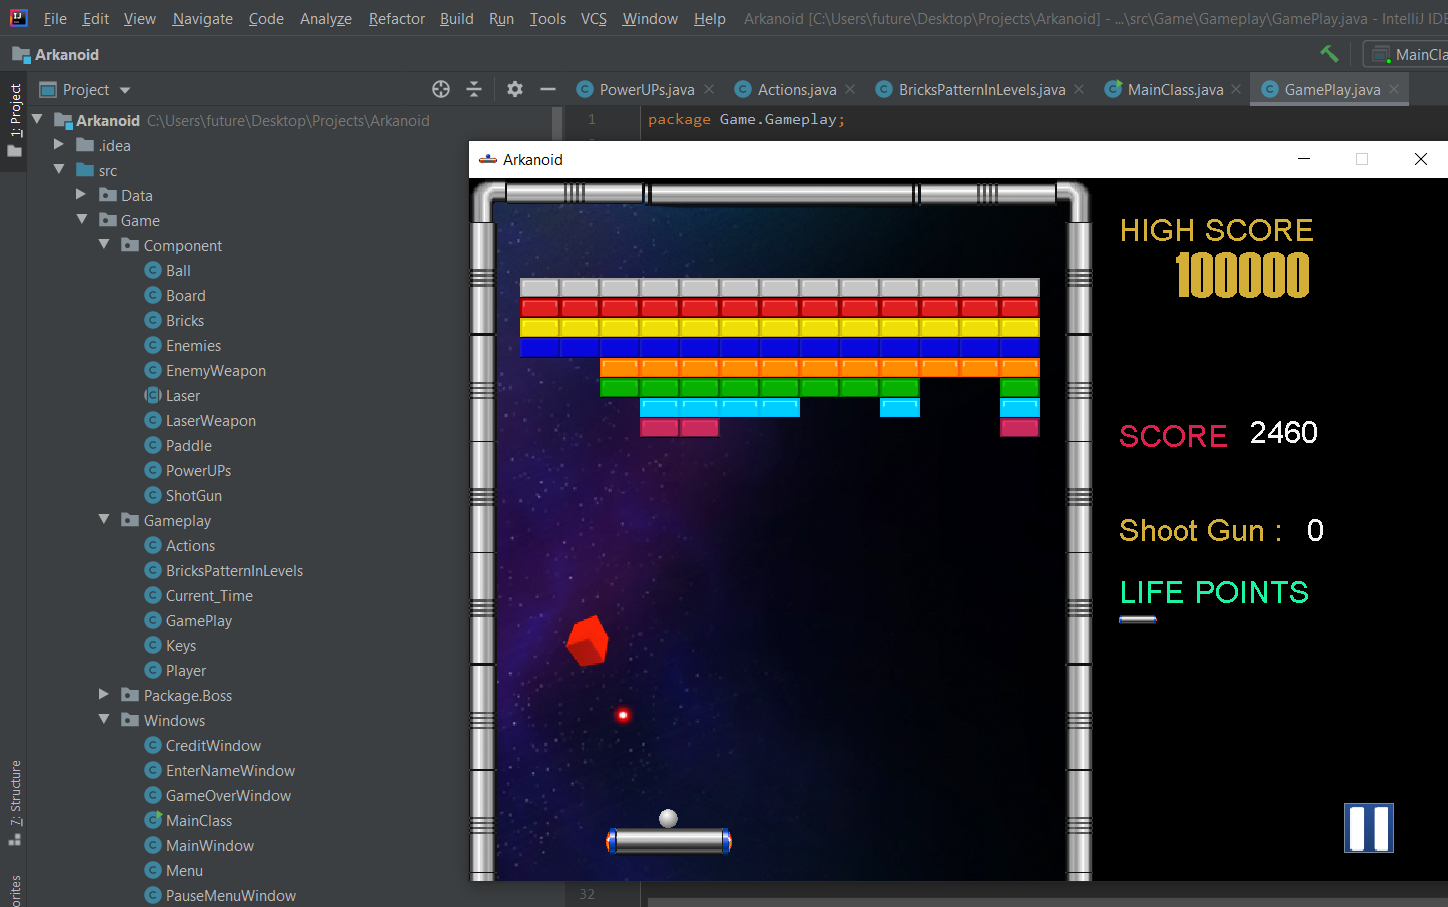 File Edit View Navigate Code Analyze Refactor Build Run Tools VCS Window Help Arkanoid [C:\Users\future\Desktop\Projects\Arkanoid] - ...\src\Game\Gameplay\GamePlay.java - IntelliJ IDE
Arkanoid
MainCla
1: Project
Project
PowerUPs.java Actions.java BricksPatternInLevels.java MainClass.java GamePlay.java
Arkanoid C:\Users\future\Desktop\Projects\Arkanoid
1 package Game.Gameplay;
.idea
src
Data
Game
Component
Ball
Board
Bricks
Enemies
EnemyWeapon
Laser
LaserWeapon
Paddle
PowerUPs
ShotGun
Gameplay
Actions
BricksPatternInLevels
Current_Time
GamePlay
Keys
Player
Package.Boss
Windows
CreditWindow
EnterNameWindow
GameOverWindow
MainClass
MainWindow
Menu
PauseMenuWindow
7: Structure
orites
32
Arkanoid
HIGH SCORE
100000
SCORE 2460
Shoot Gun : 0
LIFE POINTS